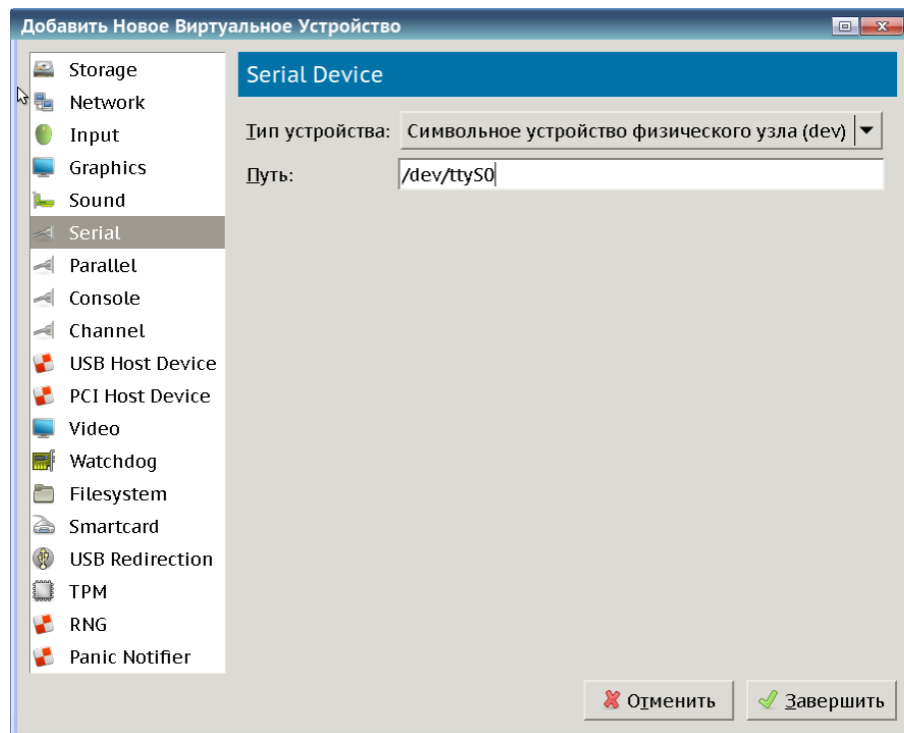 Добавить Новое Виртуальное Устройство
Storage
Network
Input
Graphics
Sound
Serial
Parallel
Console
Channel
USB Host Device
PCI Host Device
Video
Watchdog
Filesystem
Smartcard
USB Redirection
TPM
RNG
Panic Notifier
Serial Device
Тип устройства: Символьное устройство физического узла (dev)
Путь: /dev/ttyS0
Отменить Завершить